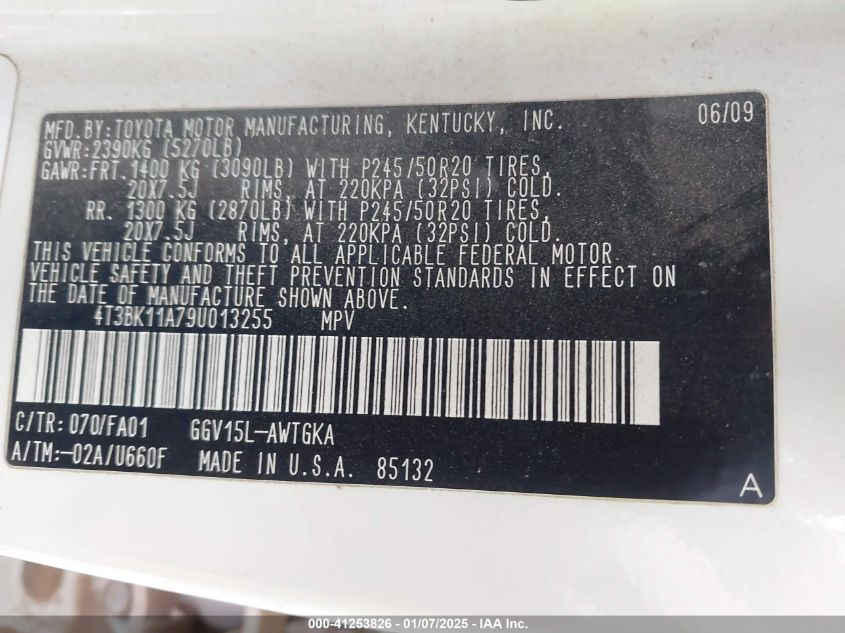 06/09
MFD.BY:TOYOTA MOTOR MANUFACTURING, KENTUCKY, INC.
GVWR:2390KG (5270LB)
GAWR:FRT.1400 KG (3090LB) WITH P245/50R20 TIRES,
20X7.5J RIMS, AT 220KPA (32PSI) COLD.
RR. 1300 KG (2870LB) WITH P245/50R20 TIRES,
20X7.5J RIMS, AT 220KPA (32PSI) COLD.
THIS VEHICLE CONFORMS TO ALL APPLICABLE FEDERAL MOTOR
VEHICLE SAFETY AND THEFT PREVENTION STANDARDS IN EFFECT ON
THE DATE OF MANUFACTURE SHOWN ABOVE.
4T3BK11A79U013255 MPV
C/TR: 070/FA01 GGV15L-AWTGKA
A/TM:-02A/U660F MADE IN U.S.A. 85132
A
© COPART - 41253826 - 01/07/2025 - IAA Inc.